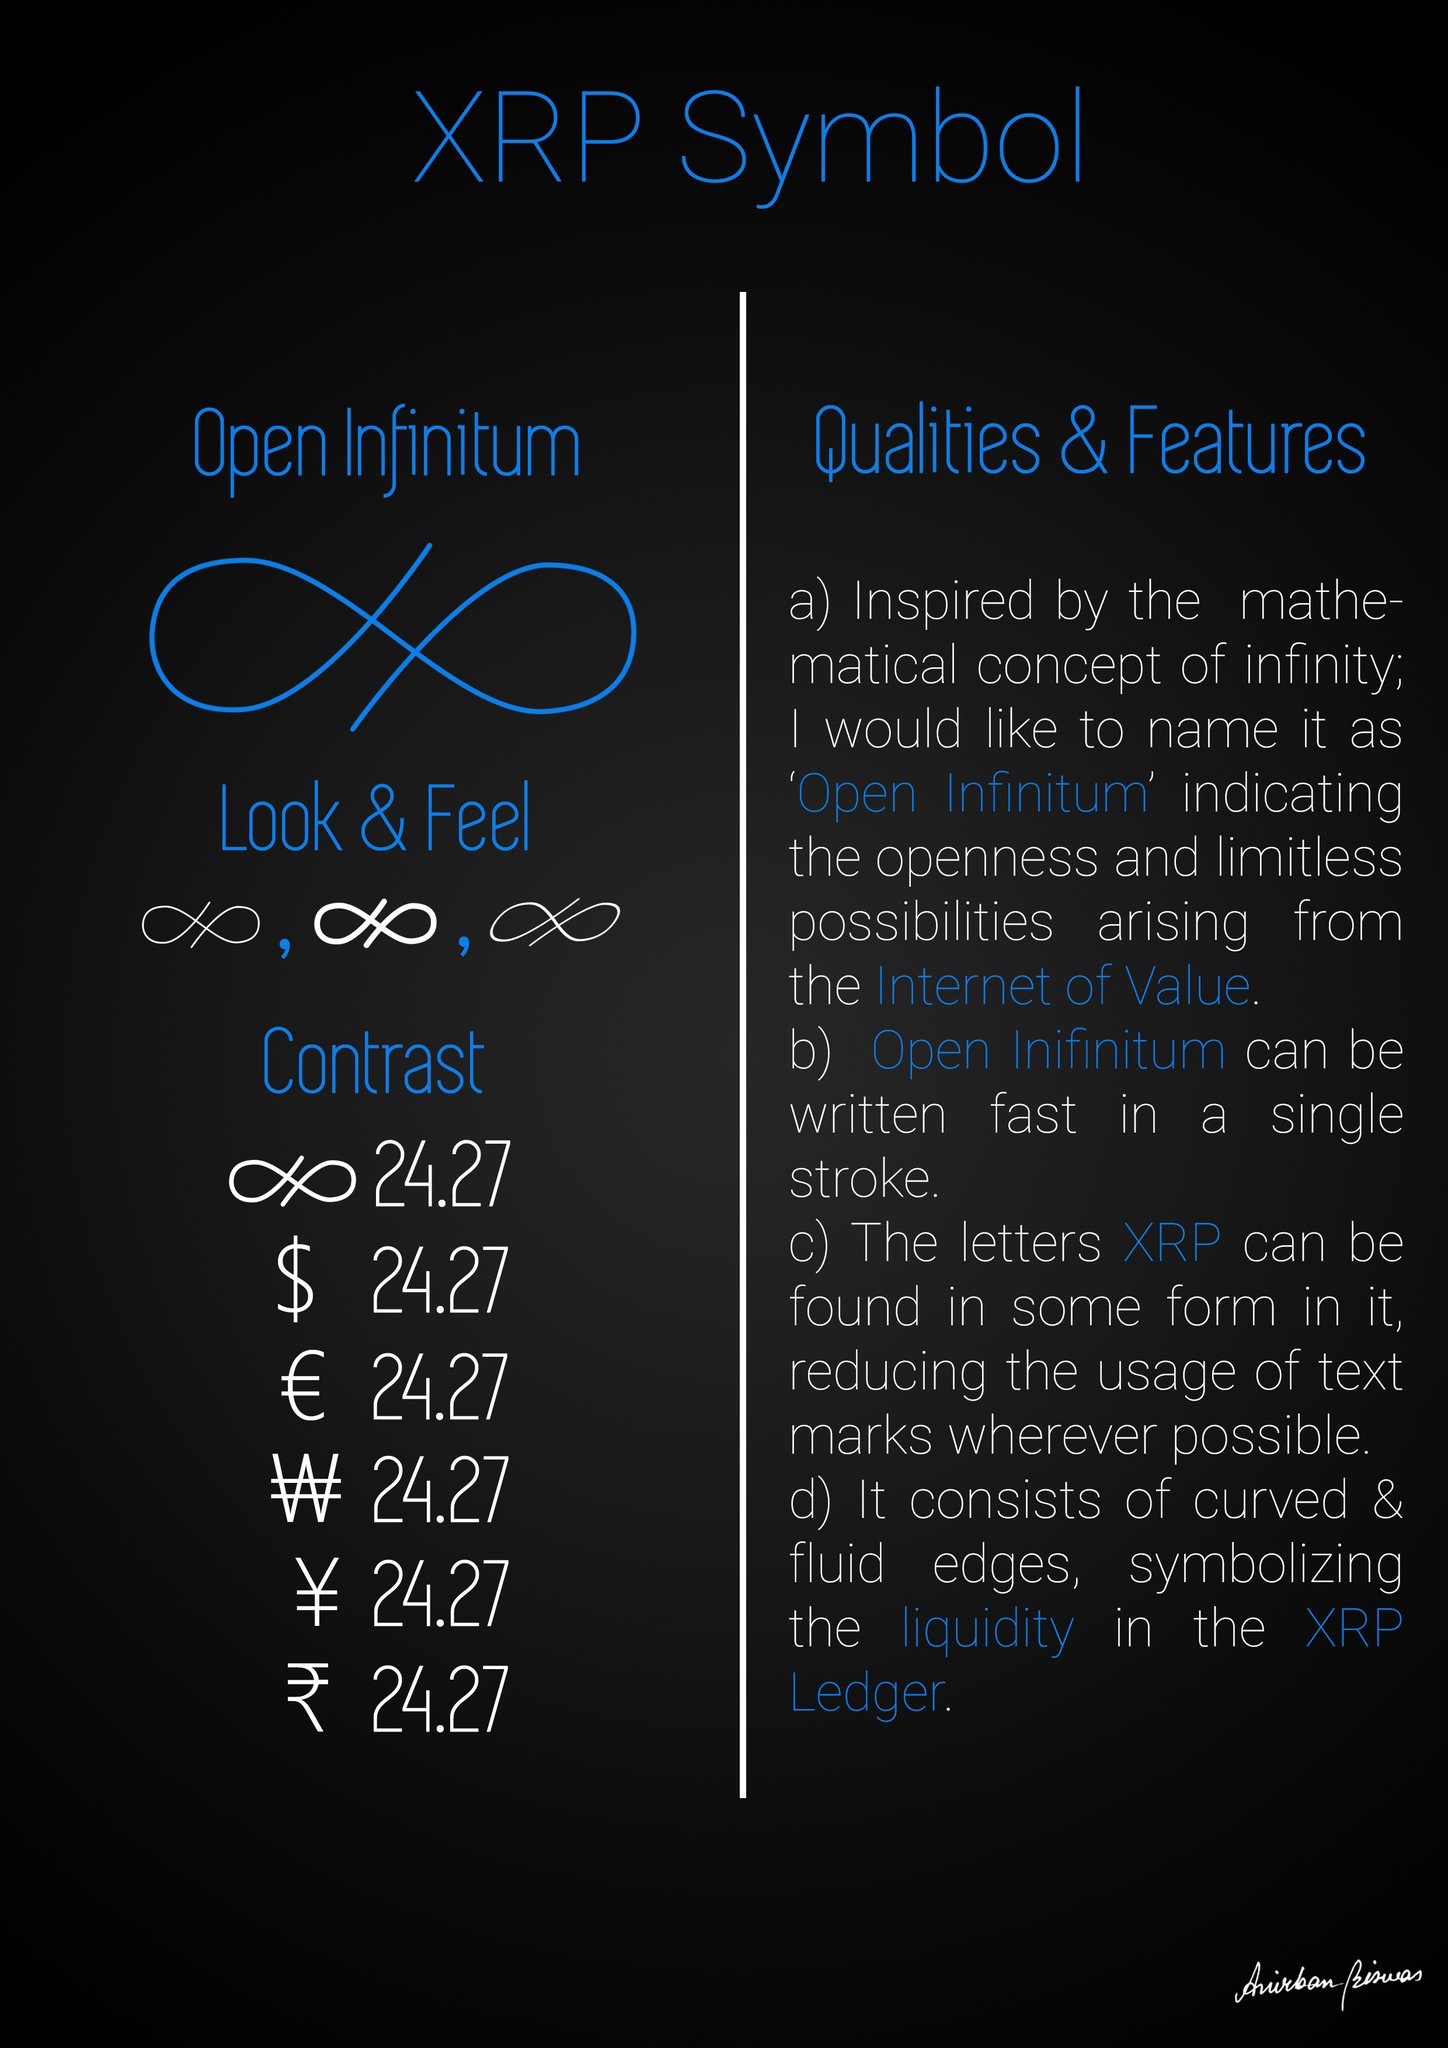 XRP Symbol
Open Infinitum
Look & Feel
, ,
Contrast
24.27
$ 24.27
€ 24.27
₩ 24.27
¥ 24.27
₹ 24.27
Qualities & Features
a) Inspired by the mathe-
matical concept of infinity;
I would like to name it as
‘Open Infinitum’ indicating
the openness and limitless
possibilities arising from
the Internet of Value.
b) Open Inifinitum can be
written fast in a single
stroke.
c) The letters XRP can be
found in some form in it,
reducing the usage of text
marks wherever possible.
d) It consists of curved &
fluid edges, symbolizing
the liquidity in the XRP
Ledger.
Anirban Biswas